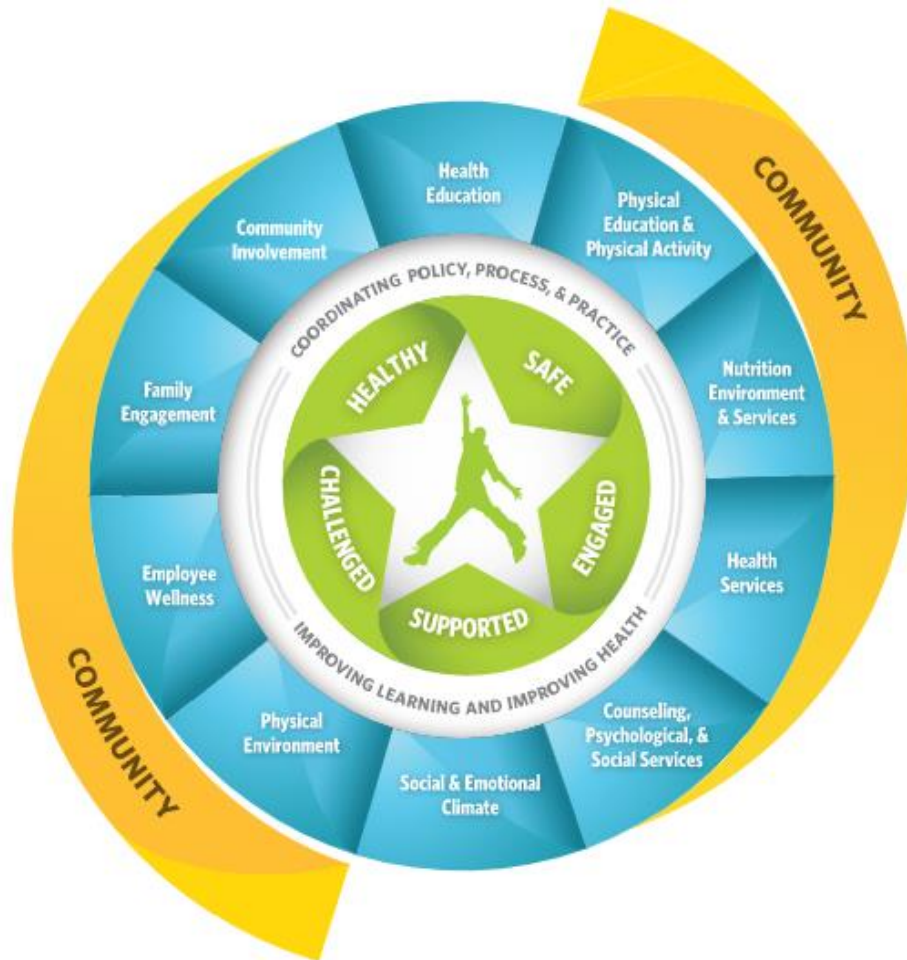 COMMUNITY
Health
Education
Physical
Education &
Physical Activity
Nutrition
Environment
& Services
Health
Services
Counseling,
Psychological, &
Social Services
Social & Emotional
Climate
Physical
Environment
Employee
Wellness
Family
Engagement
Community
Involvement
COORDINATING POLICY, PROCESS, & PRACTICE
IMPROVING LEARNING AND IMPROVING HEALTH
HEALTHY
SAFE
ENGAGED
SUPPORTED
CHALLENGED
COMMUNITY